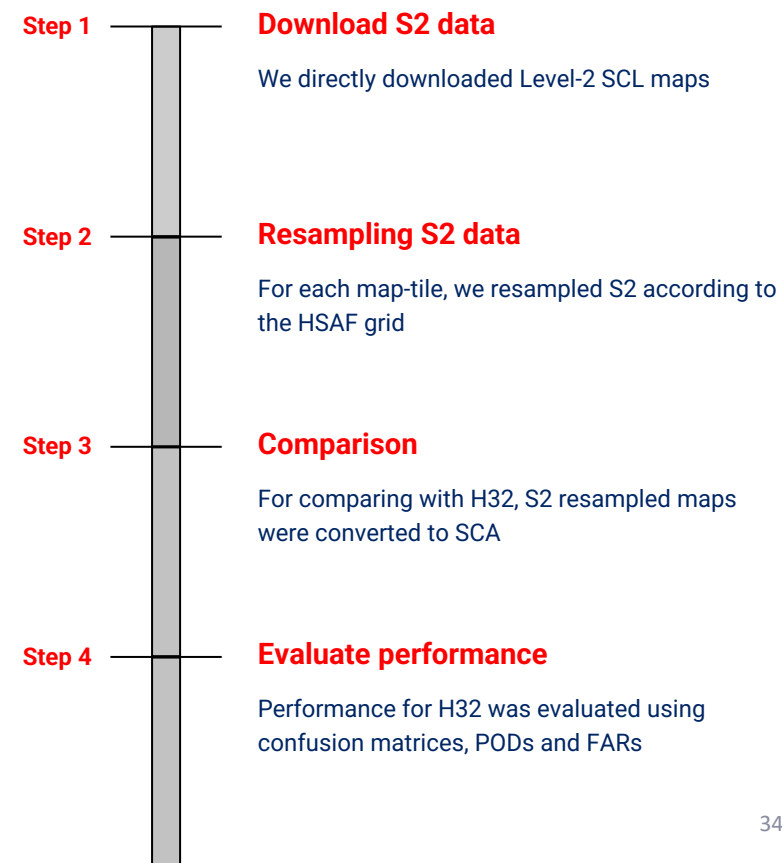 Step 1
Download S2 data
We directly downloaded Level-2 SCL maps
Step 2
Resampling S2 data
For each map-tile, we resampled S2 according to
the HSAF grid
Step 3
Comparison
For comparing with H32, S2 resampled maps
were converted to SCA
Step 4
Evaluate performance
Performance for H32 was evaluated using
confusion matrices, PODs and FARs
34